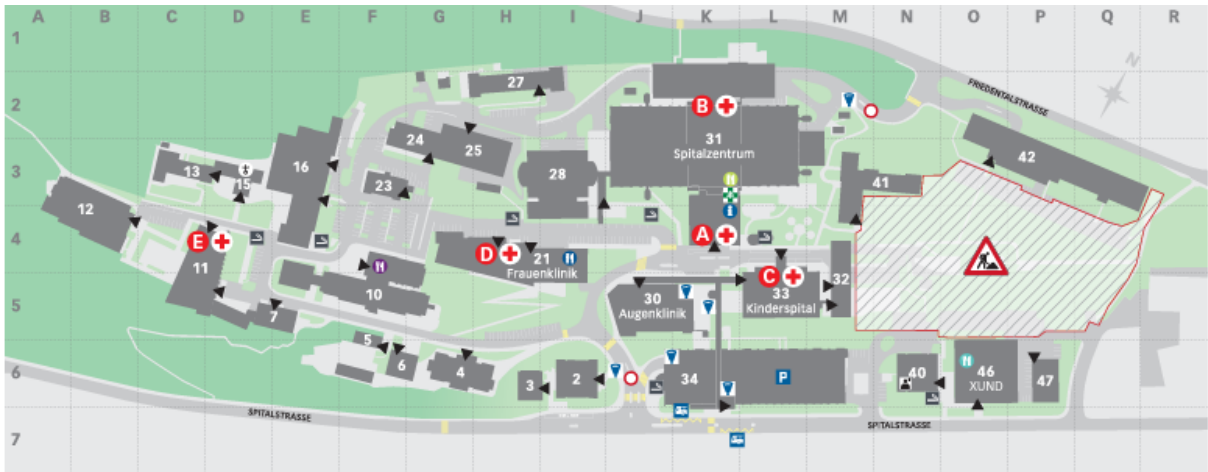 A B C D E F G H I J K L M N O P Q R
1
N
27
FRIEDENTALSTRASSE
2
B
24
25
31
Spitalzentrum
42
3
13
15
16
28
23
41
12
i
4
E
D
A
21
Frauenklinik
11
C
32
10
33
Kinderspital
30
Augenklinik
5
7
5
6
4
6
3
2
34
P
40
46
XUND
47
SPITALSTRASSE
SPITALSTRASSE
7